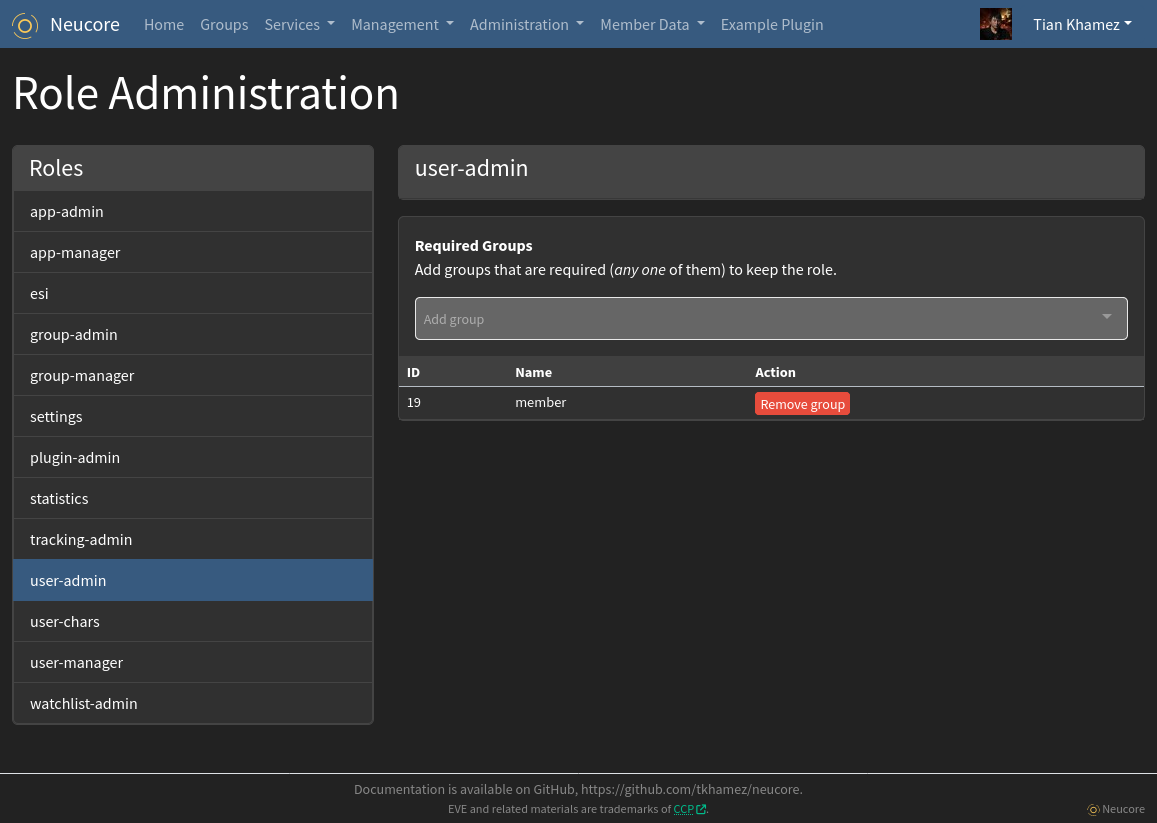 Neucore Home Groups Services Management Administration Member Data Example Plugin Tian Khamez
Role Administration
Roles
app-admin
app-manager
esi
group-admin
group-manager
settings
plugin-admin
statistics
tracking-admin
user-admin
user-chars
user-manager
watchlist-admin
user-admin
Required Groups
Add groups that are required (any one of them) to keep the role.
Add group
ID Name Action
19 member Remove group
Documentation is available on GitHub, https://github.com/tkhamez/neucore.
EVE and related materials are trademarks of CCP.
Neucore